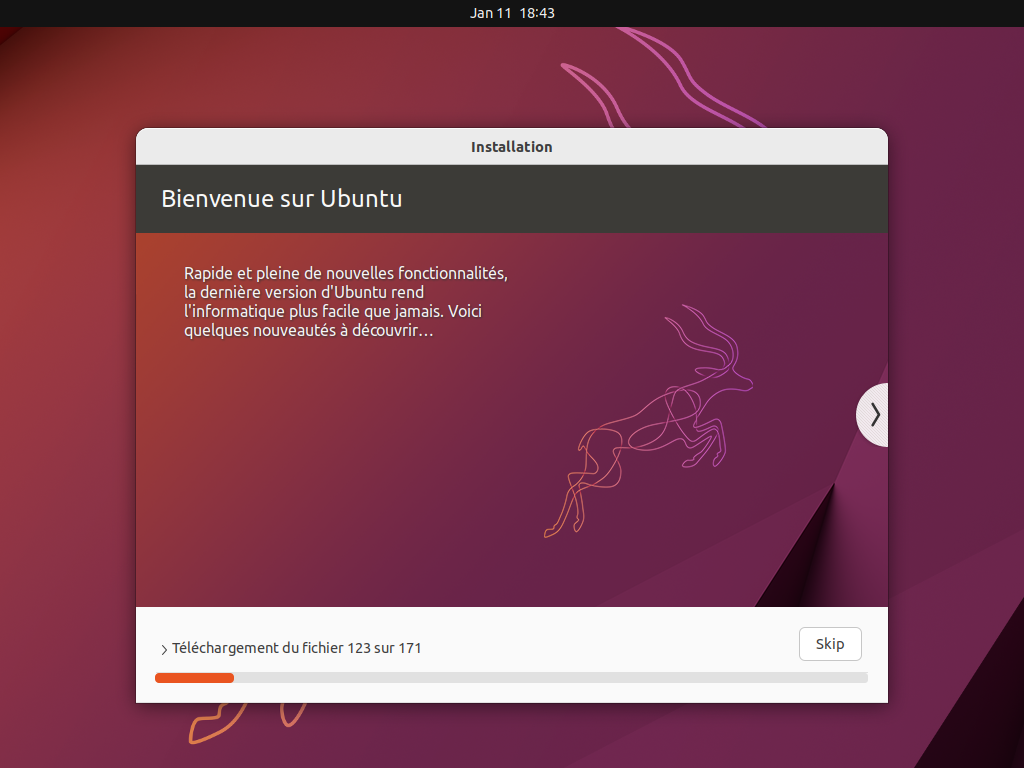 Jan 11 18:43
Installation
Bienvenue sur Ubuntu
Rapide et pleine de nouvelles fonctionnalités,
la dernière version d'Ubuntu rend
l'informatique plus facile que jamais. Voici
quelques nouveautés à découvrir…
Téléchargement du fichier 123 sur 171
Skip